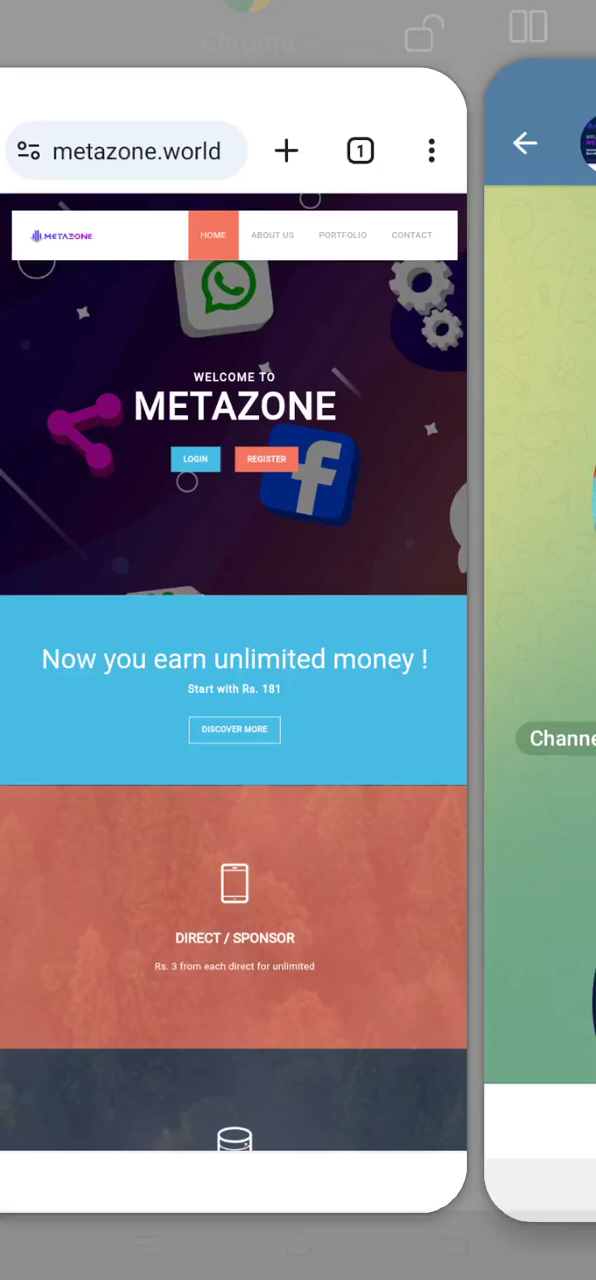 Chrome
metazone.world
1
METAZONE
HOME
ABOUT US
PORTFOLIO
CONTACT
WELCOME TO
METAZONE
LOGIN
REGISTER
Now you earn unlimited money !
Start with Rs. 181
DISCOVER MORE
DIRECT / SPONSOR
Rs. 3 from each direct for unlimited
Channe